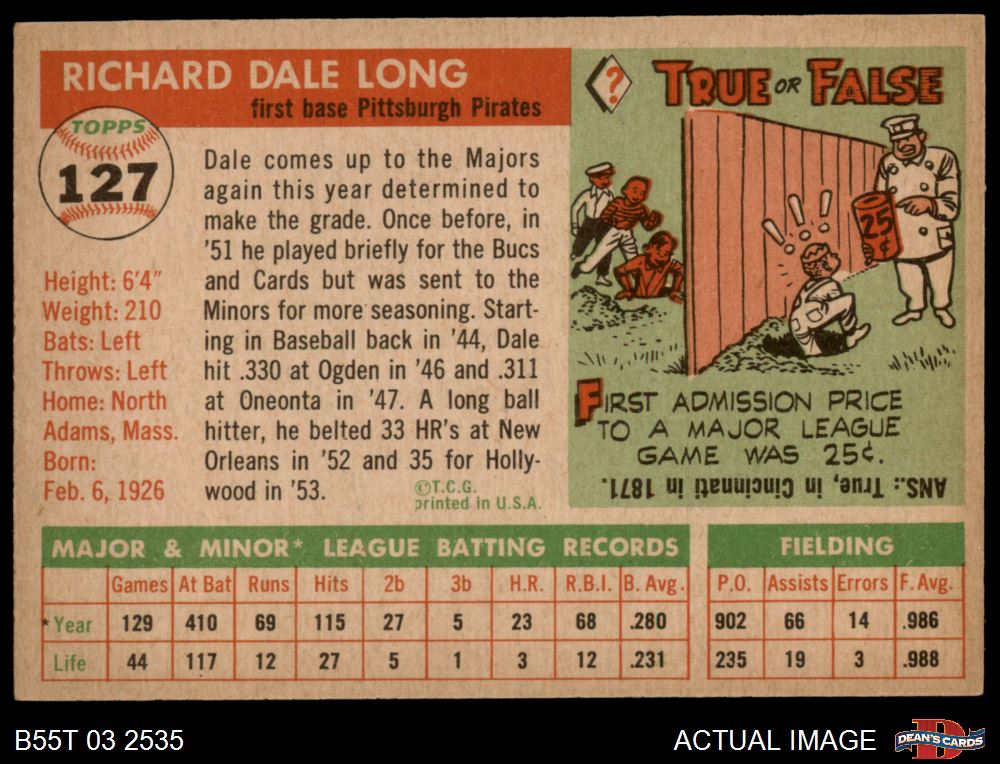 RICHARD DALE LONG
first base Pittsburgh Pirates
TOPPS
127
Dale comes up to the Majors
again this year determined to
make the grade. Once before, in
'51 he played briefly for the Bucs
and Cards but was sent to the
Minors for more seasoning. Start-
ing in Baseball back in '44, Dale
hit .330 at Ogden in '46 and .311
at Oneonta in '47. A long ball
hitter, he belted 33 HR's at New
Orleans in '52 and 35 for Holly-
wood in '53.
©T.C.G.
printed in U.S.A.
Height: 6'4"
Weight: 210
Bats: Left
Throws: Left
Home: North
Adams, Mass.
Born:
Feb. 6, 1926
?
TRUE OR FALSE
25¢
! ! ! !
FIRST ADMISSION PRICE
TO A MAJOR LEAGUE
GAME WAS 25¢.
ANS.: True, in Cincinnati in 1871.
MAJOR & MINOR* LEAGUE BATTING RECORDS
Games At Bat Runs Hits 2b 3b H.R. R.B.I. B. Avg.
*Year 129 410 69 115 27 5 23 68 .280
Life 44 117 12 27 5 1 3 12 .231
FIELDING
P.O. Assists Errors F. Avg.
902 66 14 .986
235 19 3 .988
B55T 03 2535
ACTUAL IMAGE
D
DEAN'S CARDS